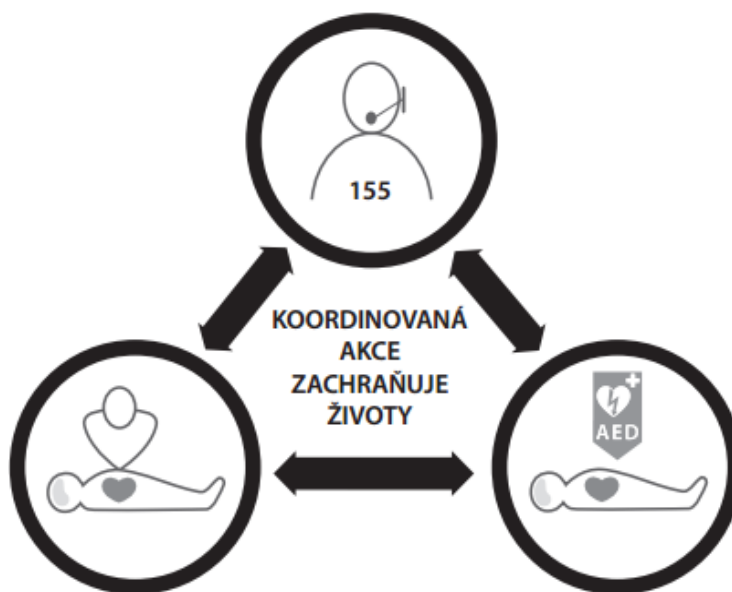 155
KOORDINOVANÁ
AKCE
ZACHRAŇUJE
ŽIVOTY
AED